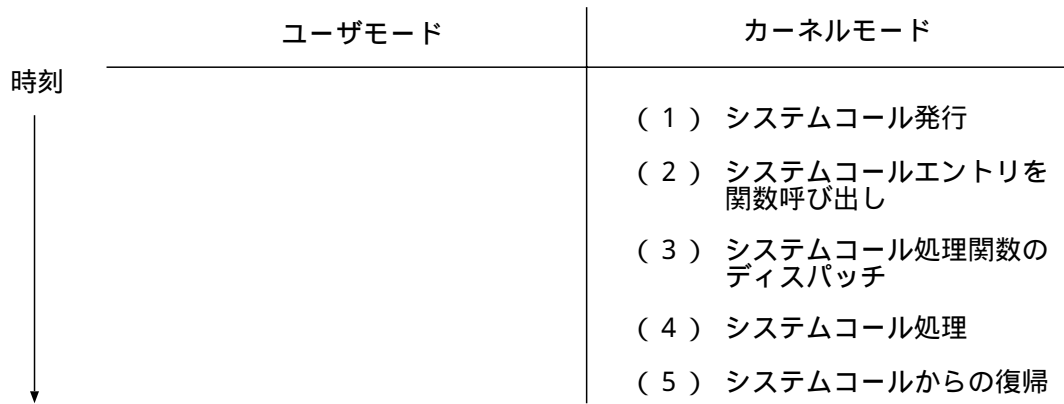 ユーザモード
カーネルモード
時刻
(1) システムコール発行
(2) システムコールエントリを
関数呼び出し
(3) システムコール処理関数の
ディスパッチ
(4) システムコール処理
(5) システムコールからの復帰